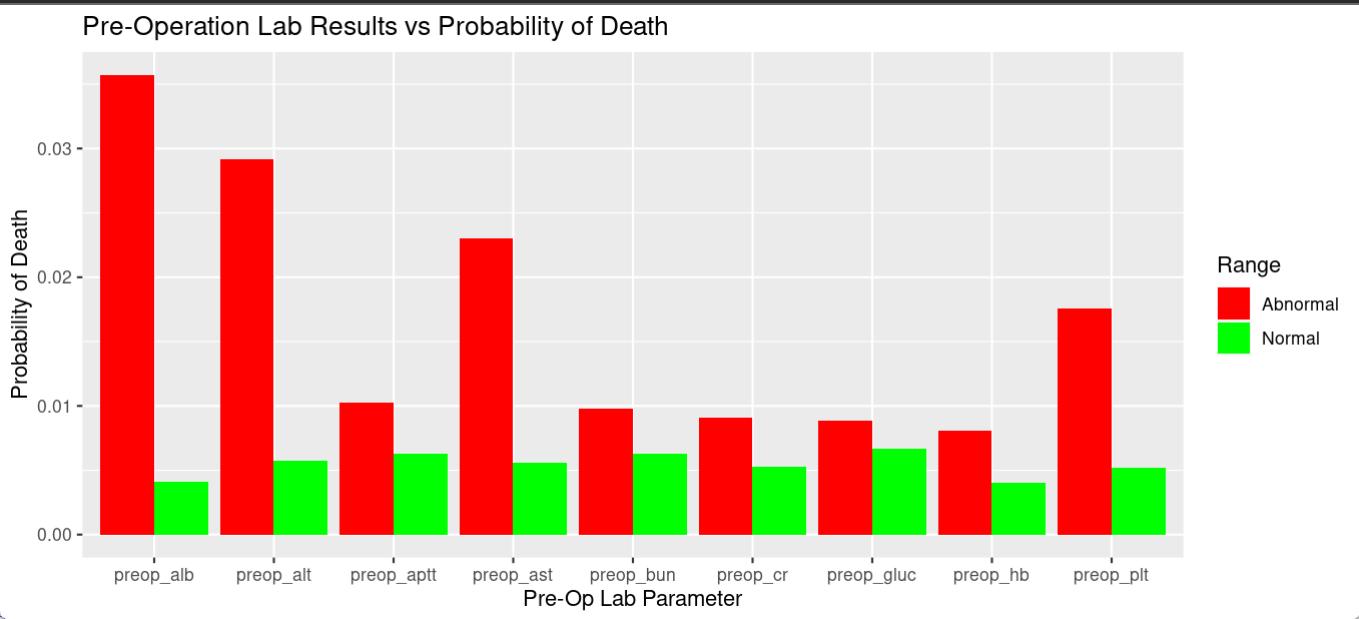 Pre-Operation Lab Results vs Probability of Death
Probability of Death
0.03
0.02
0.01
0.00
preop_alb preop_alt preop_aptt preop_ast preop_bun preop_cr preop_gluc preop_hb preop_plt
Pre-Op Lab Parameter
Range
Abnormal
Normal